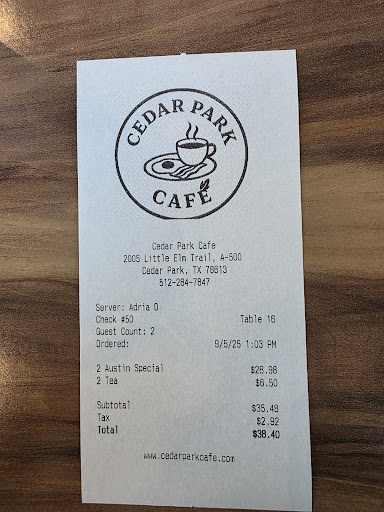 CEDAR PARK
CAFÉ
Cedar Park Cafe
2005 Little Elm Trail, A-500
Cedar Park, TX 78613
512-284-7847
Server: Adria O
Check #50 Table 16
Guest Count: 2
Ordered: 9/5/25 1:03 PM
2 Austin Special $28.98
2 Tea $6.50
Subtotal $35.48
Tax $2.92
Total $38.40
www.cedarparkcafe.com